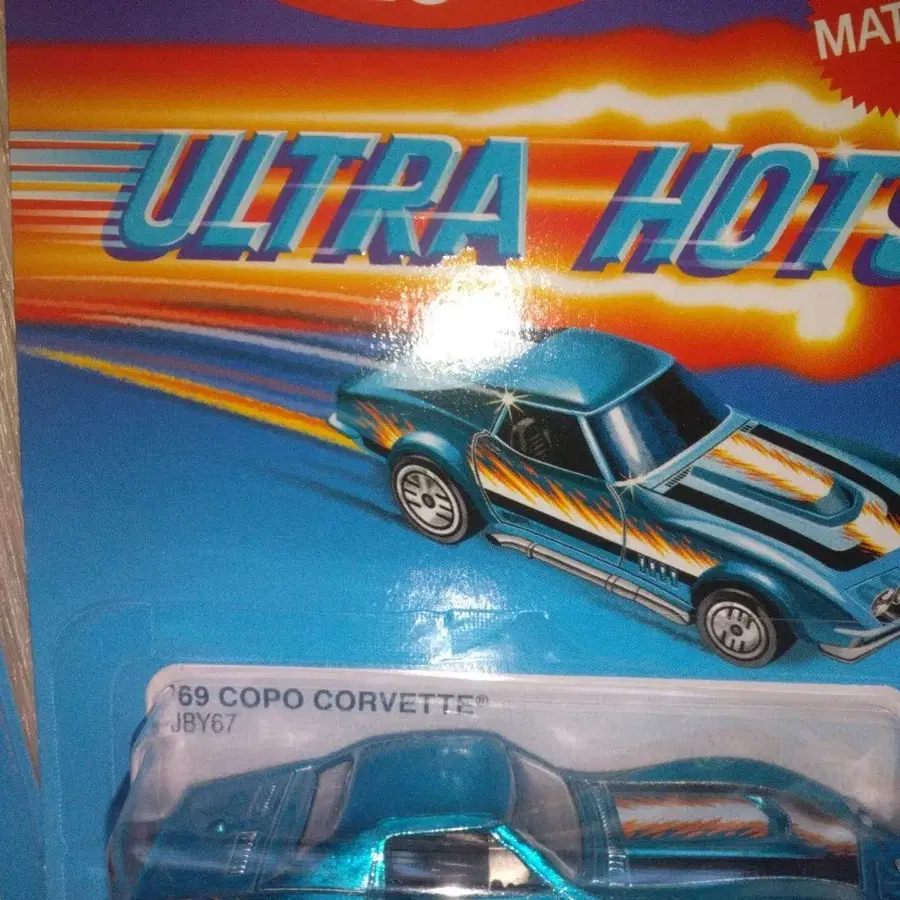 MAT
ULTRA HOTS
'69 COPO CORVETTE®
JBY67